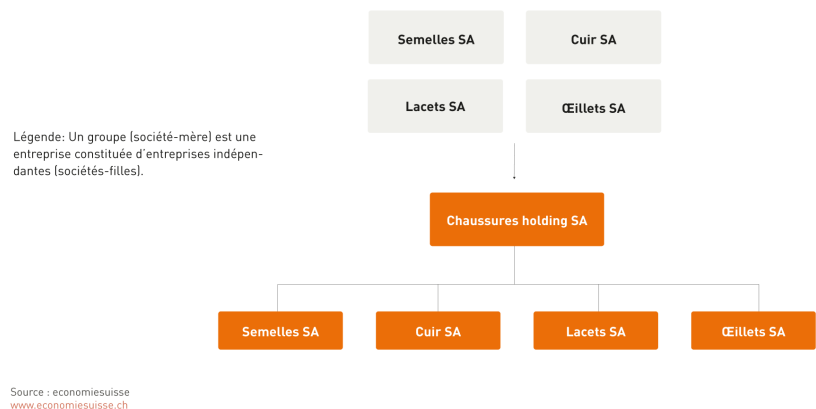 Semelles SA
Cuir SA
Lacets SA
Œillets SA
Légende: Un groupe (société-mère) est une
entreprise constituée d’entreprises indépen-
dantes (sociétés-filles).
Chaussures holding SA
Semelles SA
Cuir SA
Lacets SA
Œillets SA
Source : economiesuisse
www.economiesuisse.ch